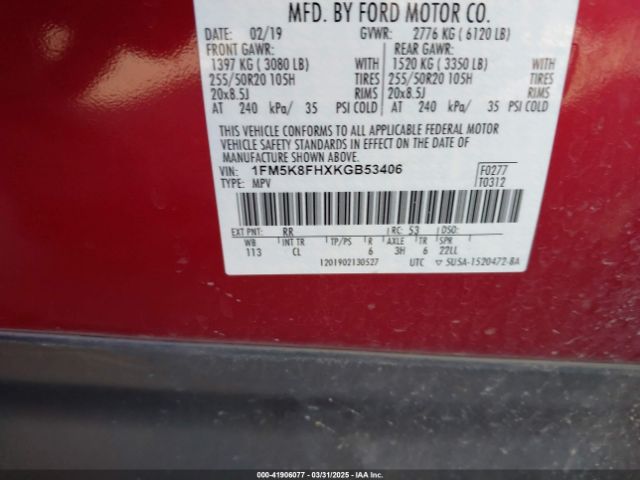 MFD. BY FORD MOTOR CO.
DATE: 02/19 GVWR: 2776 KG ( 6120 LB)
FRONT GAWR: REAR GAWR:
1397 KG ( 3080 LB) WITH 1520 KG ( 3350 LB) WITH
255/50R20 105H TIRES 255/50R20 105H TIRES
20x8.5J RIMS 20x8.5J RIMS
AT 240 kPa/ 35 PSI COLD AT 240 kPa/ 35 PSI COLD
THIS VEHICLE CONFORMS TO ALL APPLICABLE FEDERAL MOTOR
VEHICLE SAFETY STANDARDS IN EFFECT ON THE DATE OF
MANUFACTURE SHOWN ABOVE.
VIN: 1FM5K8FHXKGB53406 F0277
TYPE: MPV T0312
EXT PNT: RR RC: 53 DSO:
WB INT TR TP/PS R AXLE TR SPR
113 CL 6 3H 6 22LL
1201902130527 UTC ▽ 5U5A-1520472-BA
00-41906077 - 03/31/2025 - IAAI.COM